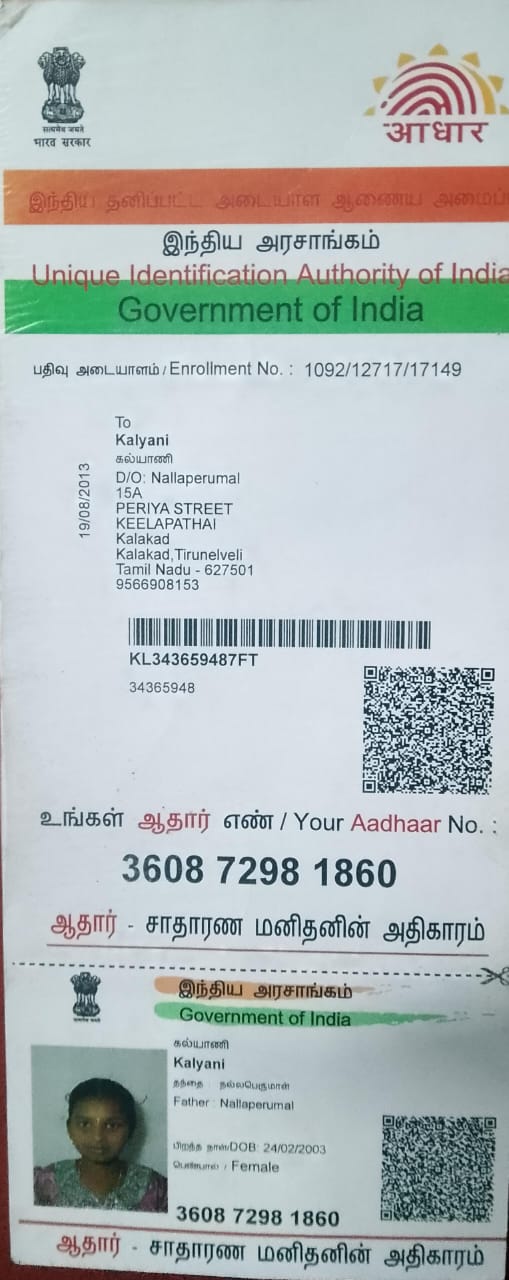 सत्यमेव जयते
भारत सरकार
आधार
இந்திய தனிப்பட்ட அடையாள ஆணைய அமைப்
இந்திய அரசாங்கம்
Unique Identification Authority of India
Government of India
பதிவு அடையாளம் / Enrollment No. : 1092/12717/17149
19/08/2013
To
Kalyani
கல்யாணி
D/O: Nallaperumal
15A
PERIYA STREET
KEELAPATHAI
Kalakad
Kalakad,Tirunelveli
Tamil Nadu - 627501
9566908153
KL343659487FT
34365948
உங்கள் ஆதார் எண் / Your Aadhaar No. :
3608 7298 1860
ஆதார் - சாதாரண மனிதனின் அதிகாரம்
இந்திய அரசாங்கம்
Government of India
கல்யாணி
Kalyani
தந்தை : நல்லபெருமாள்
Father : Nallaperumal
பிறந்த நாள்/DOB: 24/02/2003
பெண்பால் / Female
3608 7298 1860
ஆதார் - சாதாரண மனிதனின் அதிகாரம்